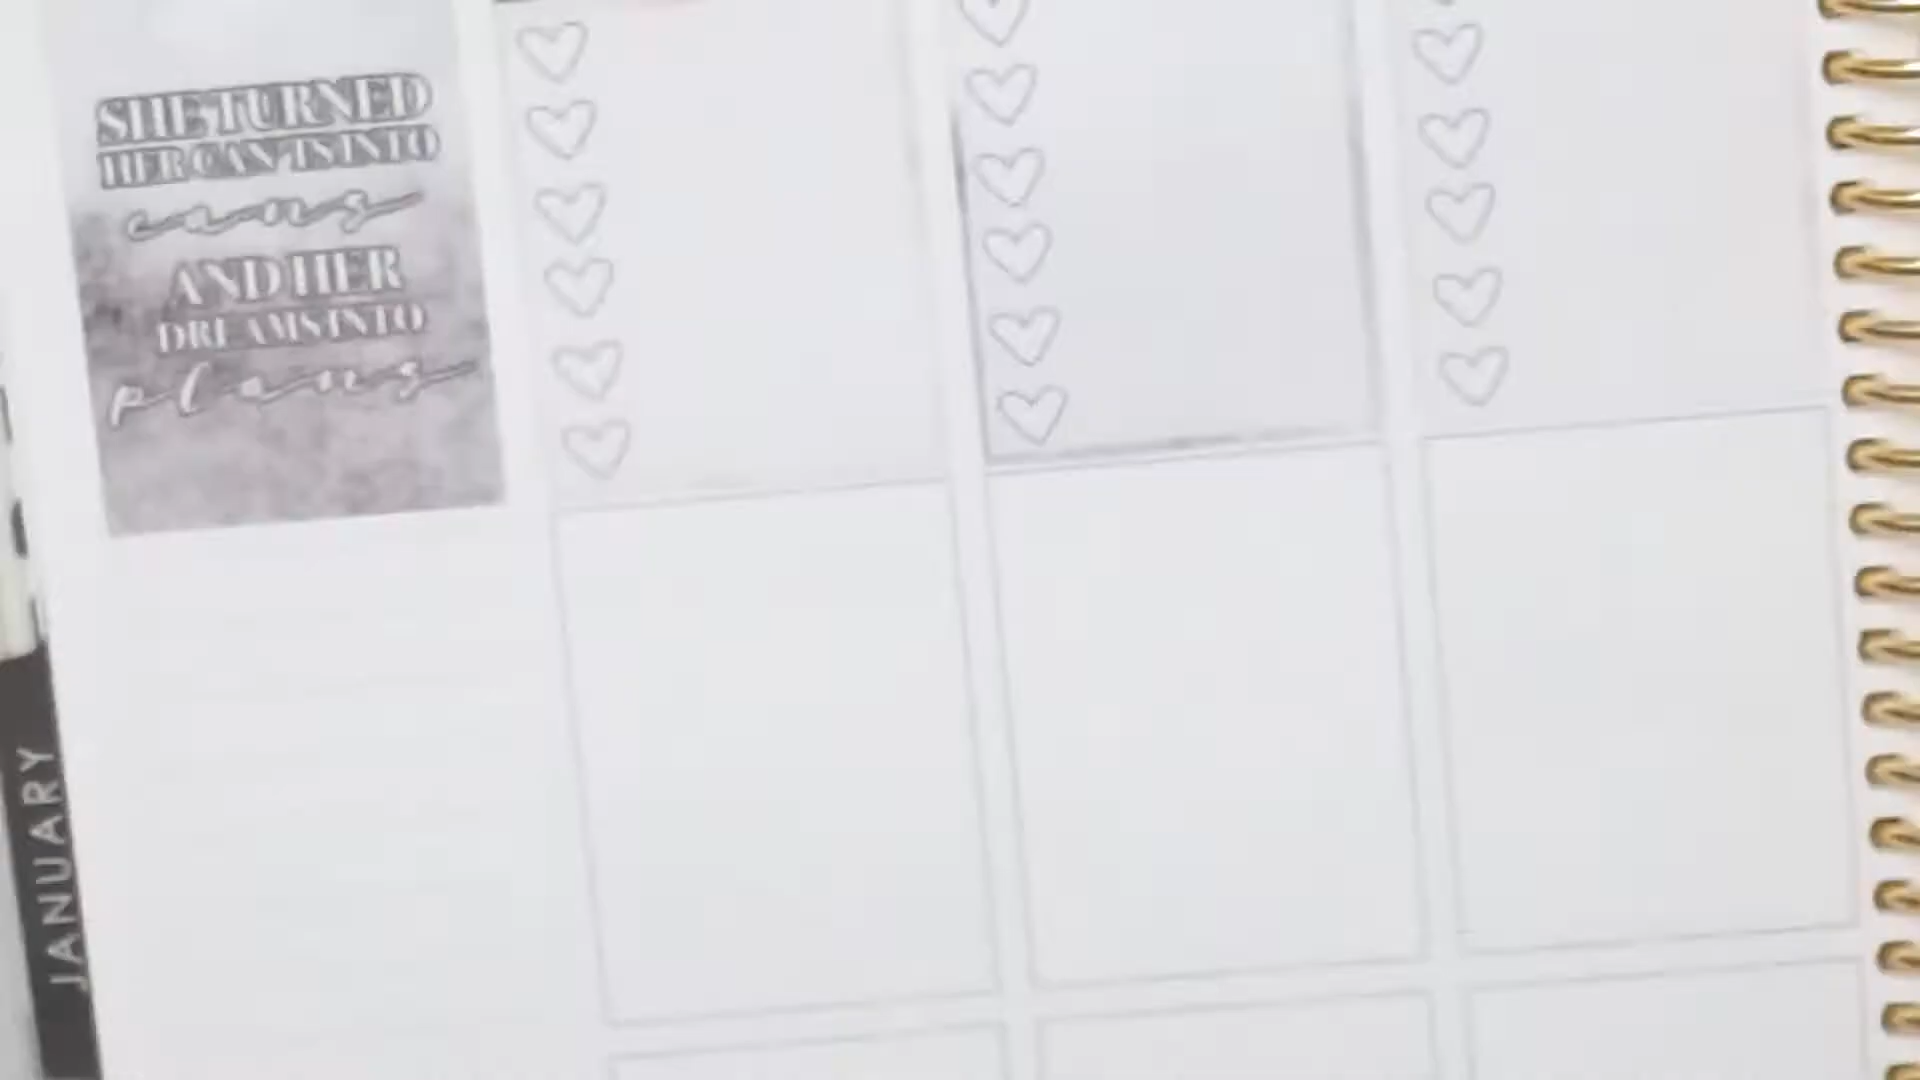 SHE TURNED
HER CAN'TS INTO
cans
AND HER
DREAMS INTO
plans
JANUARY